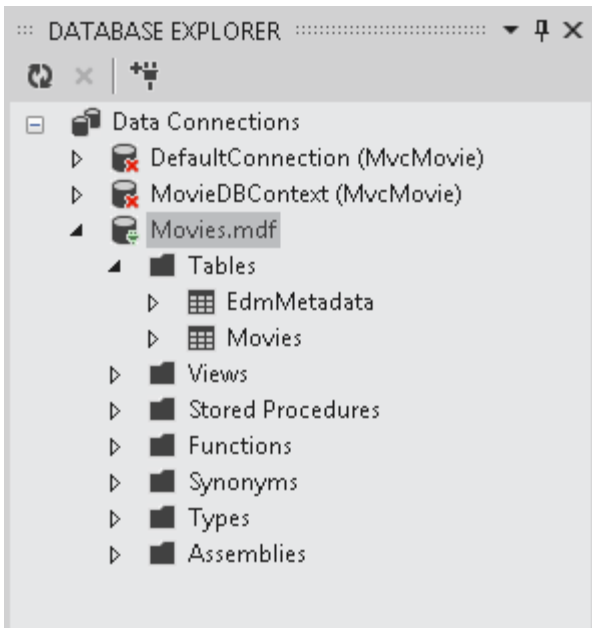 DATABASE EXPLORER
Data Connections
DefaultConnection (MvcMovie)
MovieDBContext (MvcMovie)
Movies.mdf
Tables
EdmMetadata
Movies
Views
Stored Procedures
Functions
Synonyms
Types
Assemblies